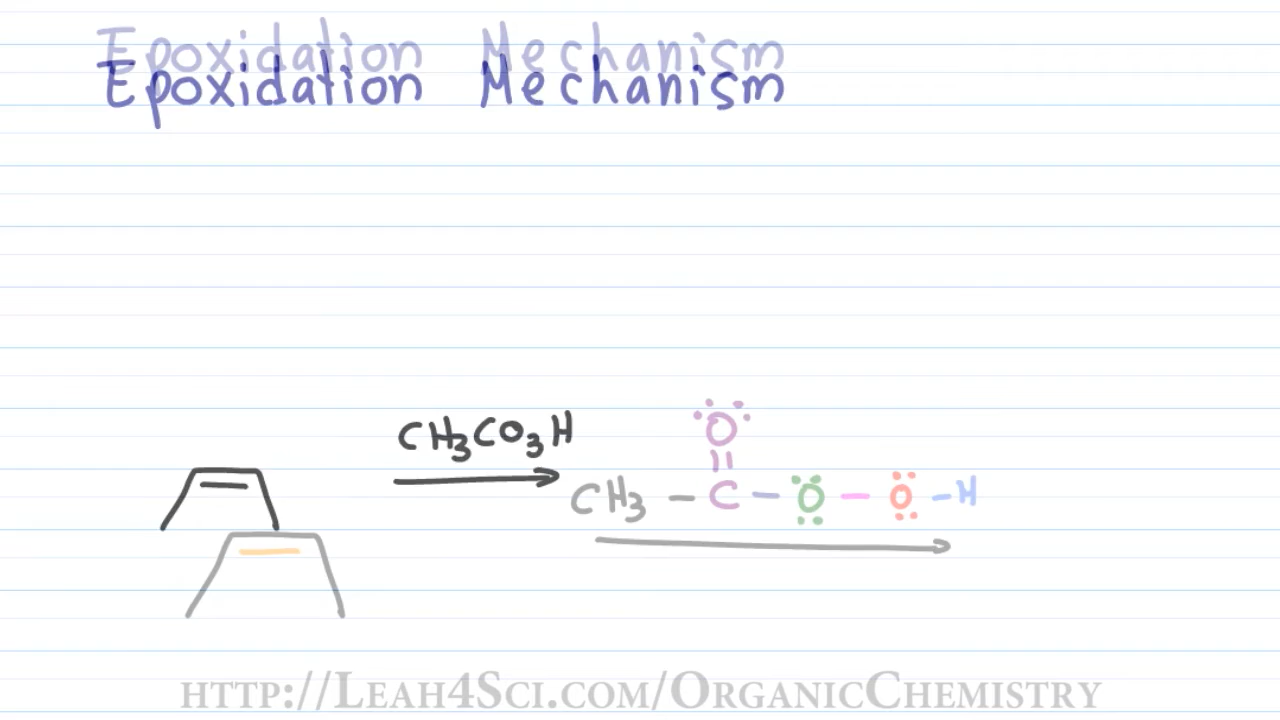 Epoxidation Mechanism
Epoxidation Mechanism
CH₃CO₃H
O
CH₃ – C – O – O – H
http://Leah4Sci.com/OrganicChemistry